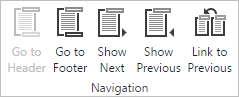 Go to Header
Go to Footer
Show Next
Show Previous
Link to Previous
Navigation